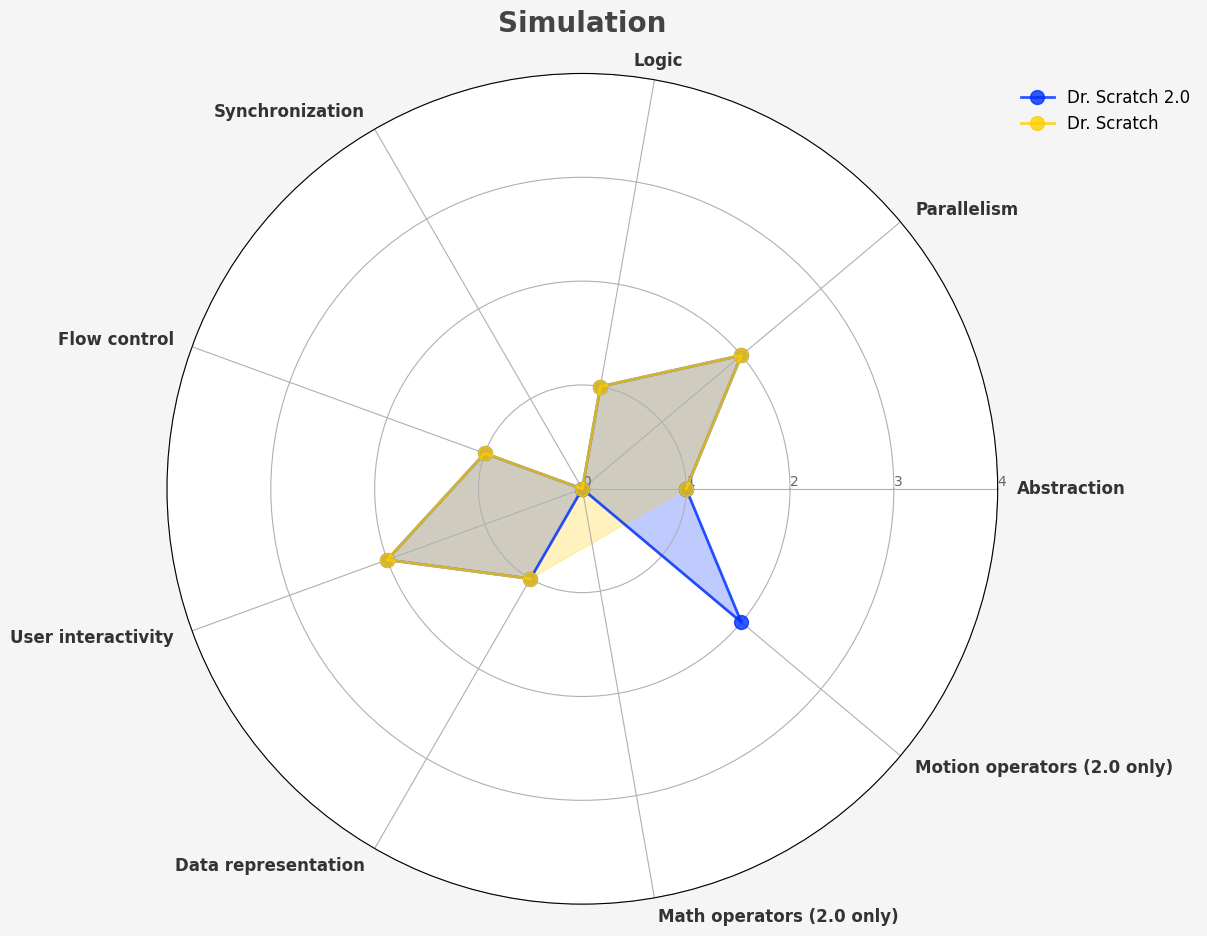 Simulation
Logic
Dr. Scratch 2.0
Dr. Scratch
Synchronization
Parallelism
Flow control
0
1
2
3
4
Abstraction
User interactivity
Motion operators (2.0 only)
Data representation
Math operators (2.0 only)